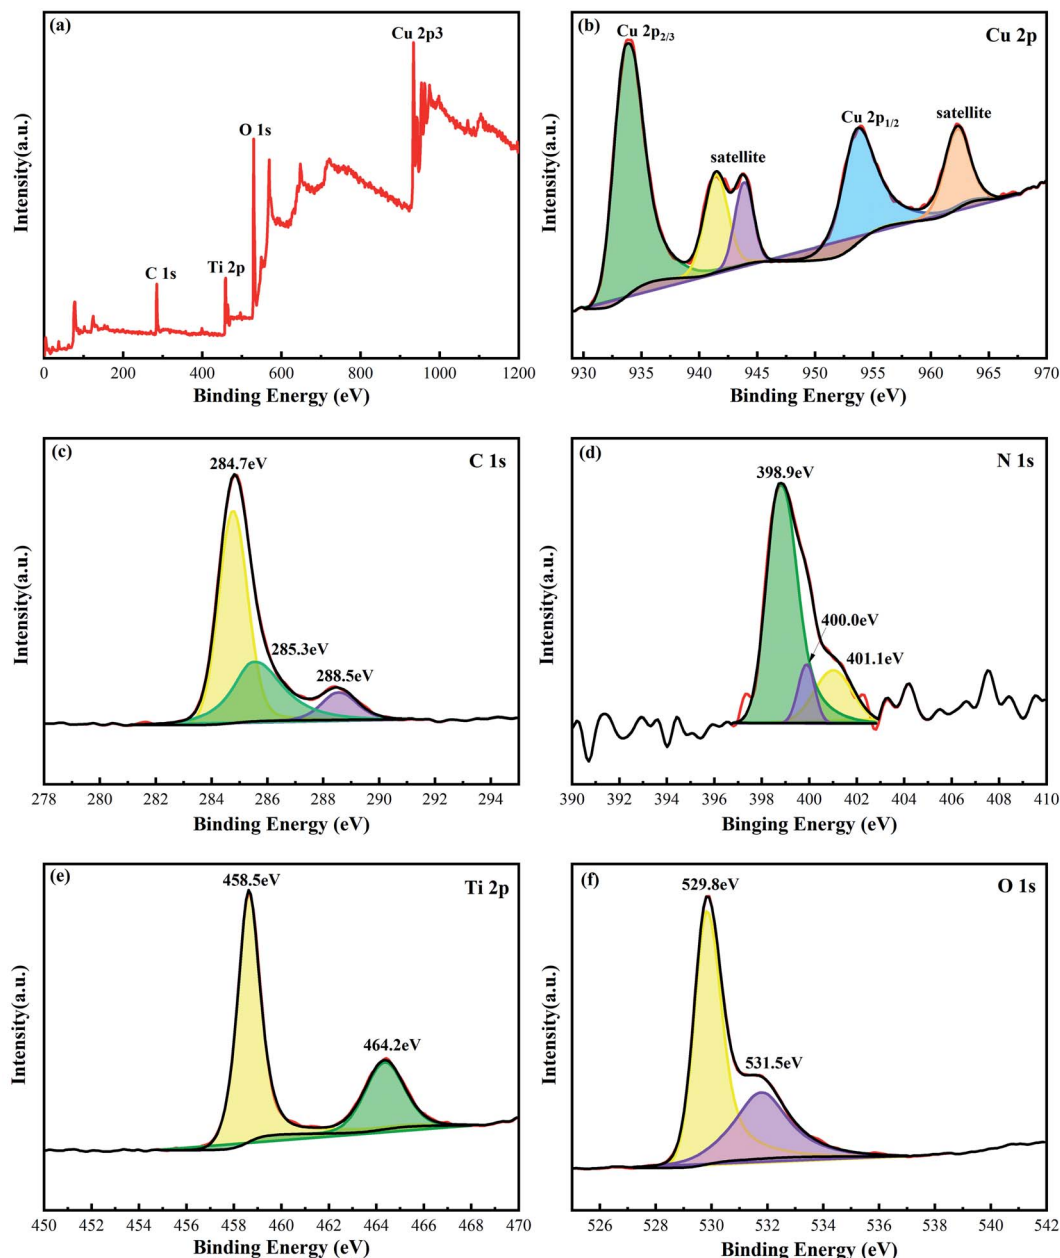 (a)
Cu 2p3
O 1s
Ti 2p
C 1s
Intensity(a.u.)
0 200 400 600 800 1000 1200
Binding Energy (eV)
(b)
Cu 2p
Cu 2p2/3
satellite
Cu 2p1/2
satellite
Intensity(a.u.)
930 935 940 945 950 955 960 965 970
Binding Energy (eV)
(c)
C 1s
284.7eV
285.3eV
288.5eV
Intensity(a.u.)
278 280 282 284 286 288 290 292 294
Binding Energy (eV)
(d)
N 1s
398.9eV
400.0eV
401.1eV
Intensity(a.u.)
390 392 394 396 398 400 402 404 406 408 410
Binging Energy (eV)
(e)
Ti 2p
458.5eV
464.2eV
Intensity(a.u.)
450 452 454 456 458 460 462 464 466 468 470
Binding Energy (eV)
(f)
O 1s
529.8eV
531.5eV
Intensity(a.u.)
526 528 530 532 534 536 538 540 542
Binding Energy (eV)